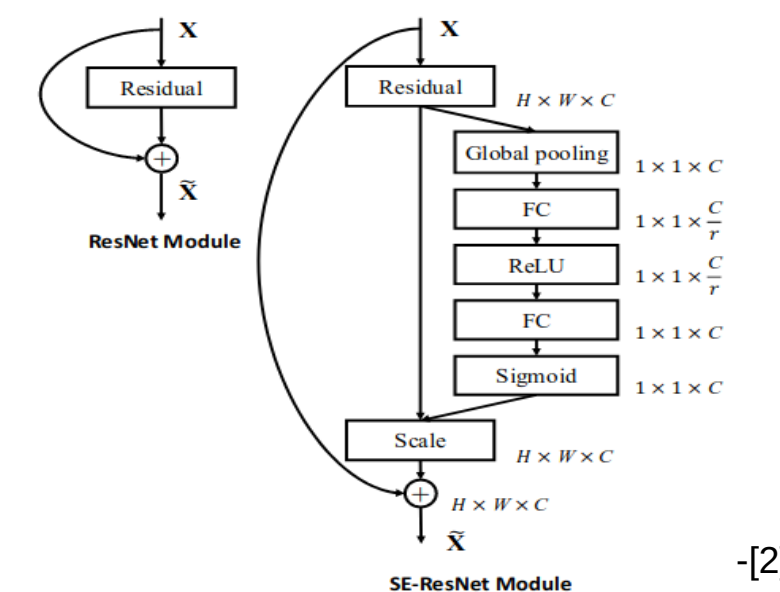 X
Residual
+
X̃
ResNet Module
X
Residual
H × W × C
Global pooling
1 × 1 × C
FC
1 × 1 × C/r
ReLU
1 × 1 × C/r
FC
1 × 1 × C
Sigmoid
1 × 1 × C
Scale
H × W × C
+
H × W × C
X̃
SE-ResNet Module
-[2